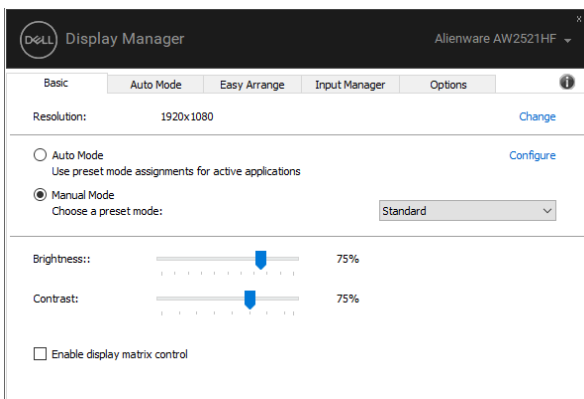 DELL Display Manager Alienware AW2521HF
x
Basic Auto Mode Easy Arrange Input Manager Options i
Resolution: 1920x1080 Change
Auto Mode Configure
Use preset mode assignments for active applications
Manual Mode
Choose a preset mode: Standard
Brightness:: 75%
Contrast: 75%
Enable display matrix control